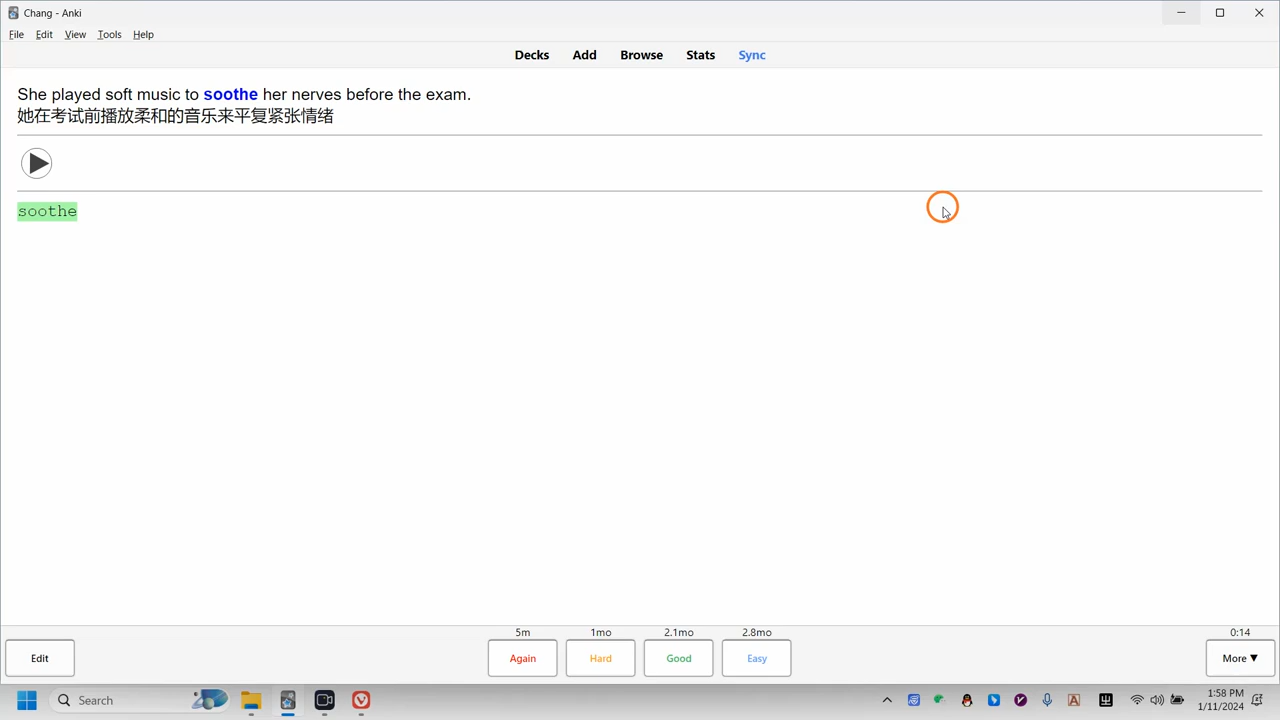 Chang - Anki
File Edit View Tools Help
Decks Add Browse Stats Sync
She played soft music to soothe her nerves before the exam.
她在考试前播放柔和的音乐来平复紧张情绪
soothe
5m 1mo 2.1mo 2.8mo 0:14
Edit Again Hard Good Easy More ▼
Search
1:58 PM
1/11/2024